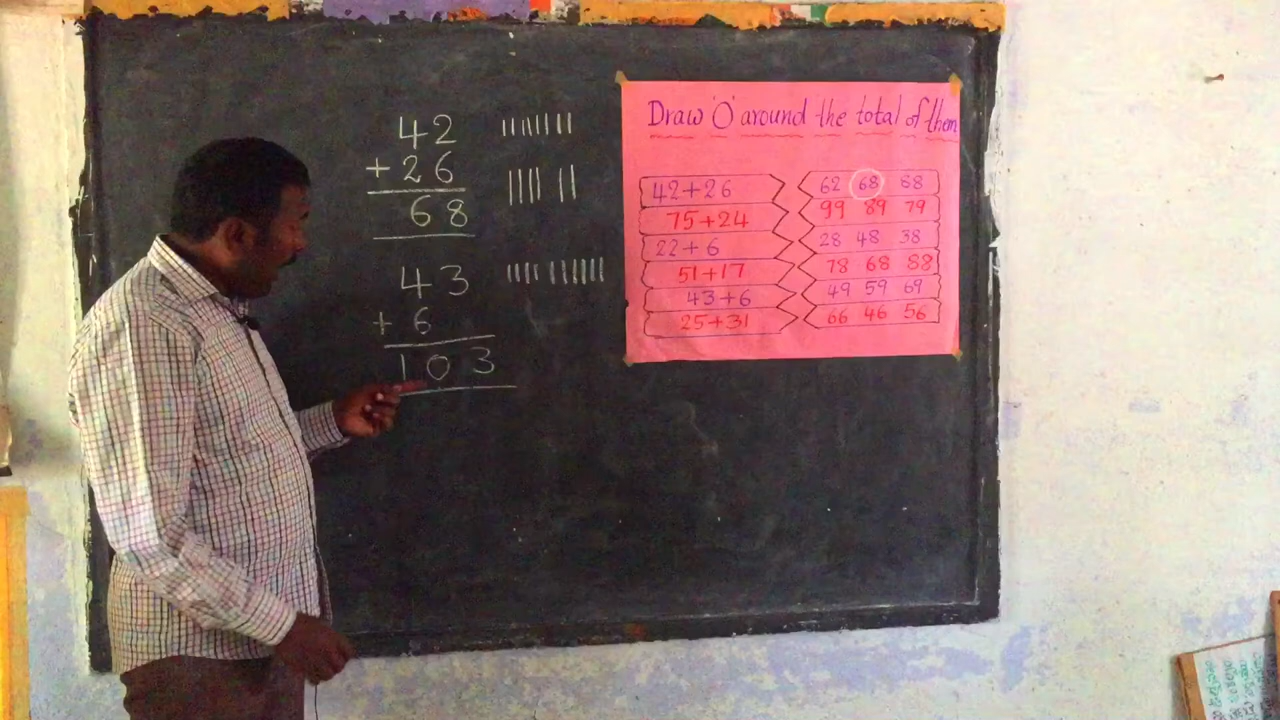 42
+ 26
68
43
+ 6
103
Draw 'O' around the total of them
42+26 62 68 88
75+24 99 89 79
22+6 28 48 38
51+17 78 68 88
43+6 49 59 69
25+31 66 46 56